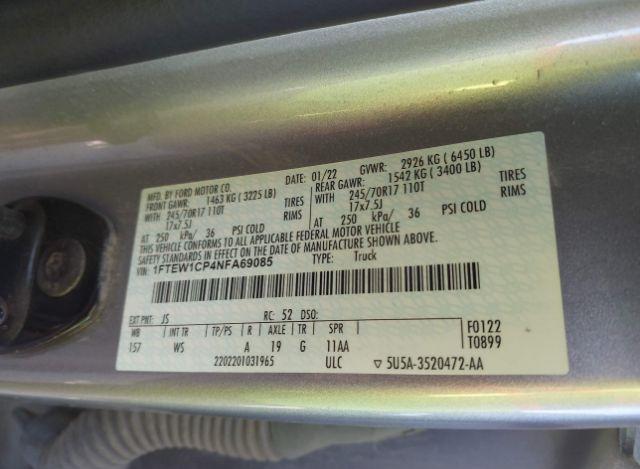 MFD. BY FORD MOTOR CO.
DATE: 01/22 GVWR: 2926 KG ( 6450 LB)
FRONT GAWR: 1463 KG ( 3225 LB) REAR GAWR: 1542 KG ( 3400 LB)
WITH 245/70R17 110T TIRES WITH 245/70R17 110T TIRES
17x7.5J RIMS 17x7.5J RIMS
AT 250 kPa/ 36 PSI COLD AT 250 kPa/ 36 PSI COLD
THIS VEHICLE CONFORMS TO ALL APPLICABLE FEDERAL MOTOR VEHICLE
SAFETY STANDARDS IN EFFECT ON THE DATE OF MANUFACTURE SHOWN ABOVE.
VIN: 1FTEW1CP4NFA69085 TYPE: Truck
EXT PNT: JS RC: 52 DSO:
WB INT TR TP/PS R AXLE TR SPR F0122
157 WS A 19 G 11AA T0899
2202201031965 ULC ▽ 5U5A-3520472-AA